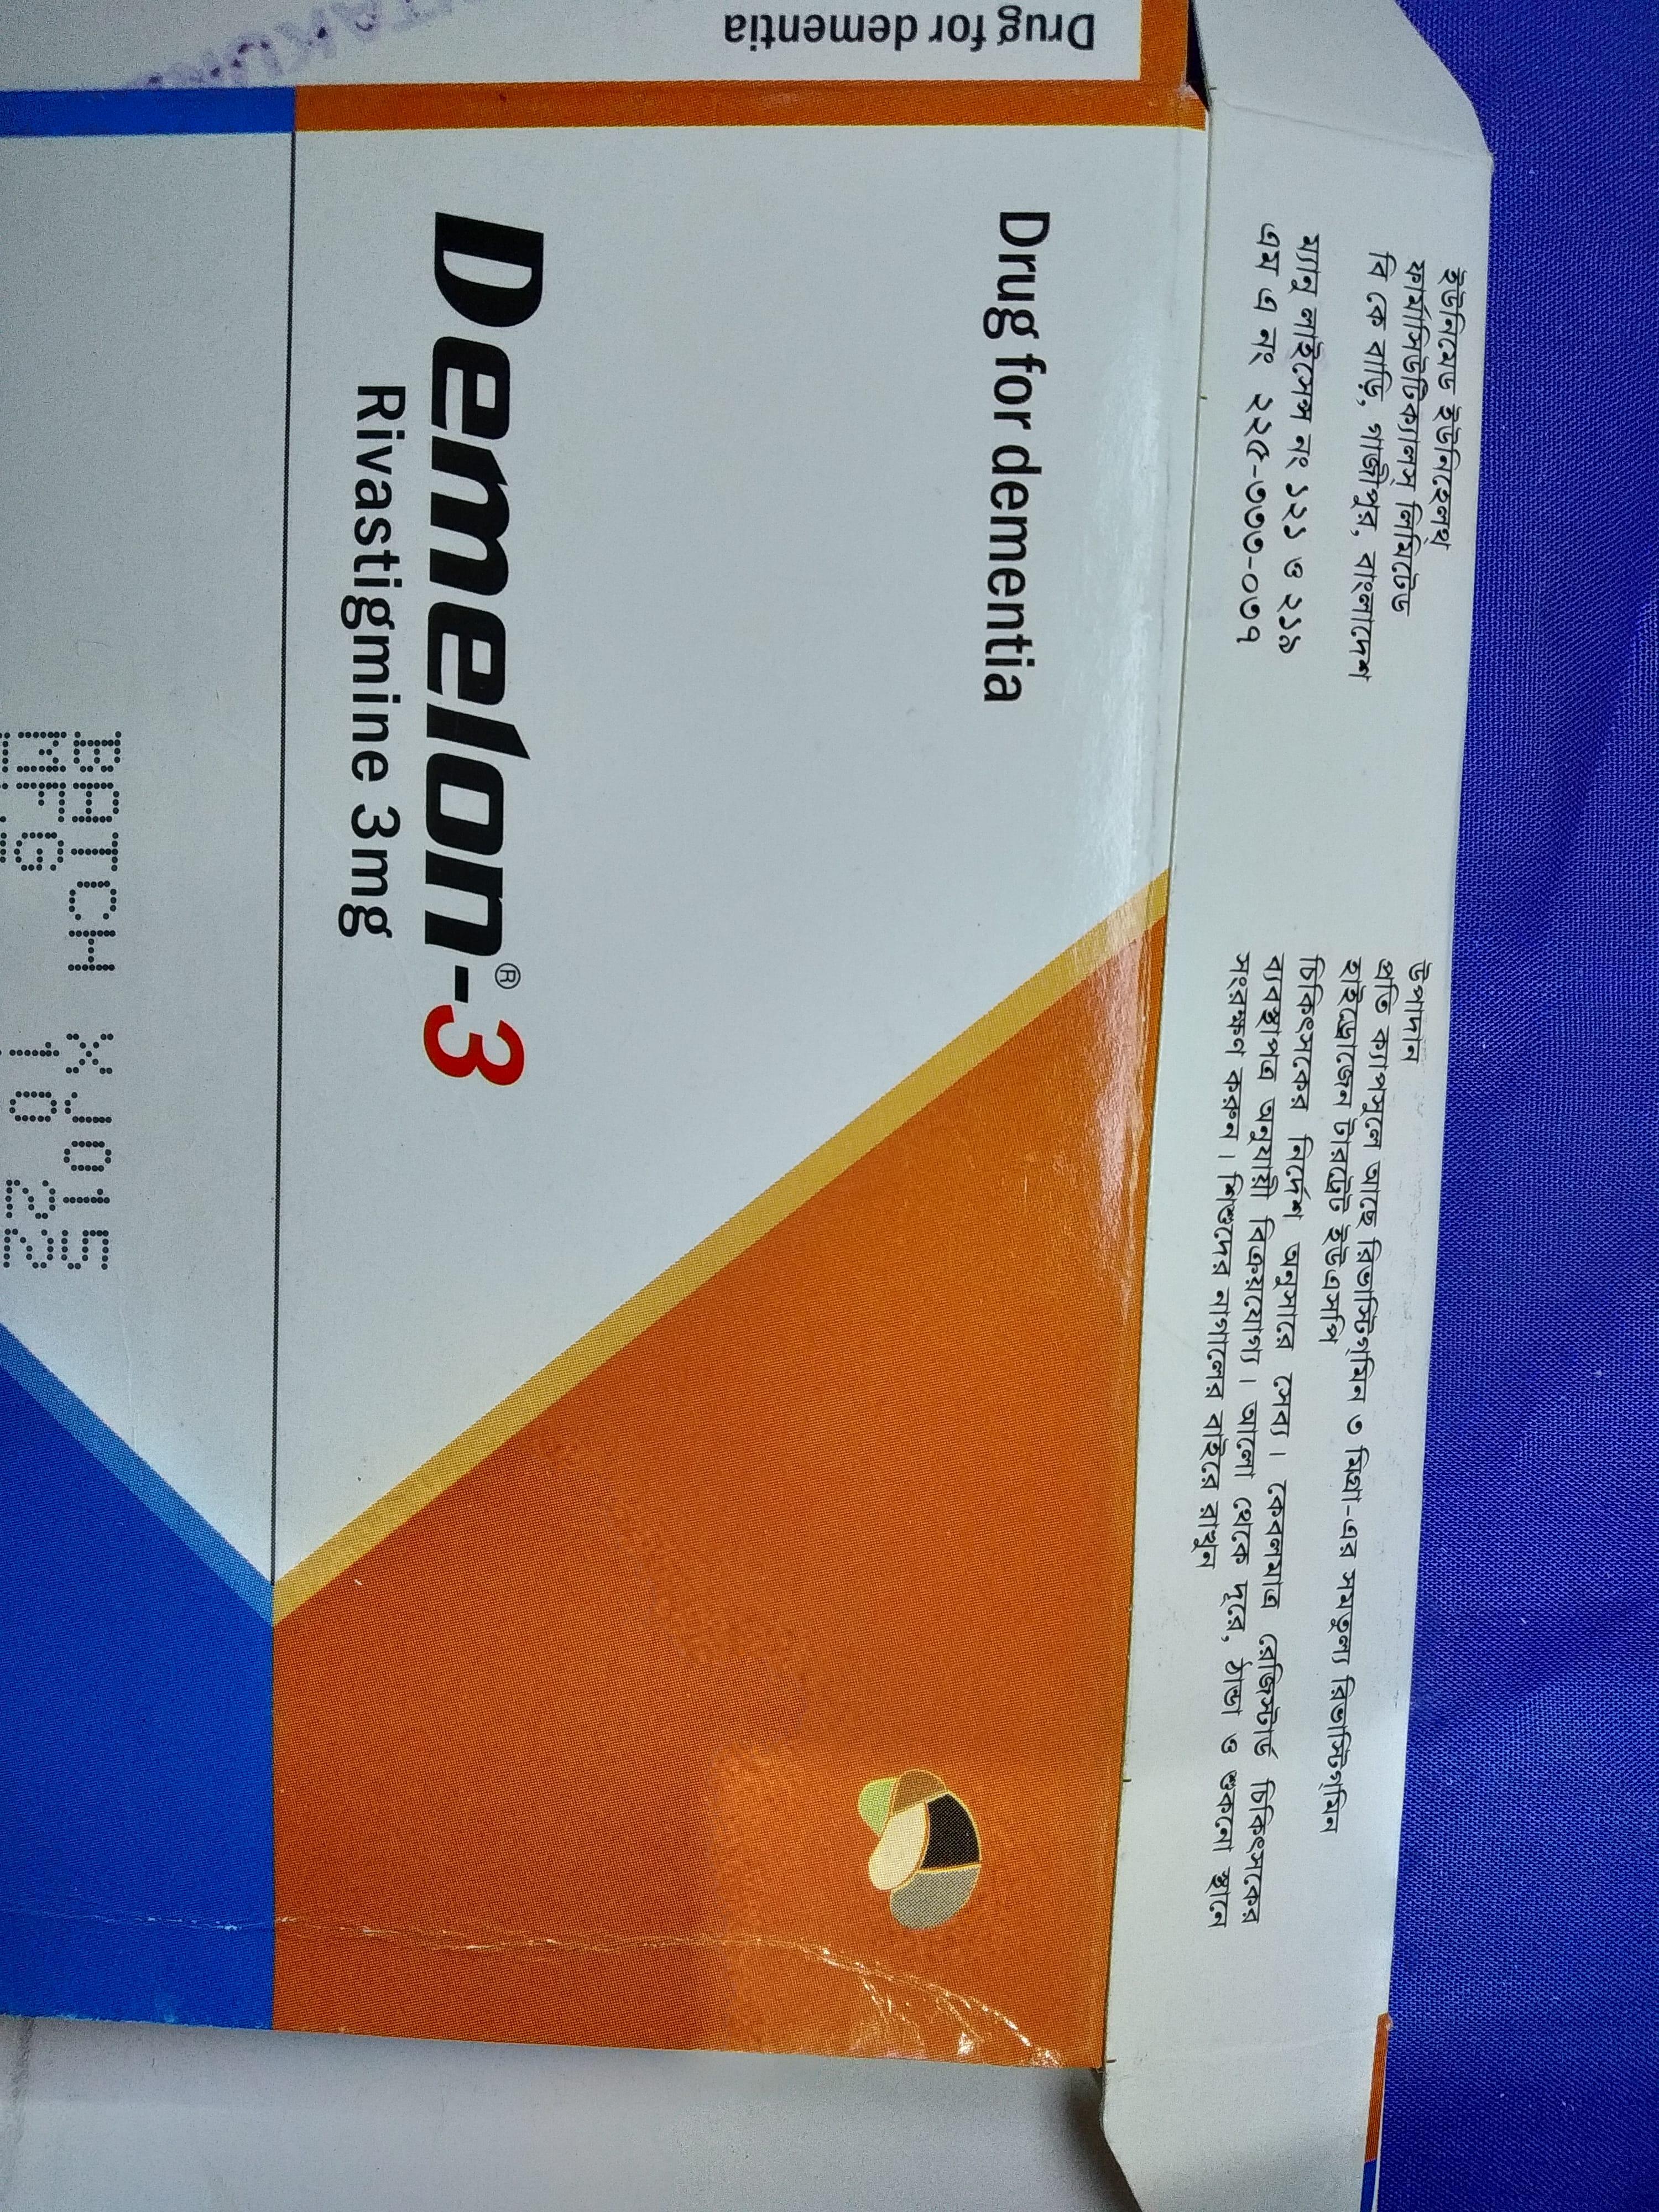 ইউনিমেড ইউনিহেলথ্
ফার্মাসিউটিক্যালস্ লিমিটেড
বি কে বাড়ি, গাজীপুর, বাংলাদেশ
ম্যানু লাইসেন্স নং ১২১ ও ২১৯
এম এ নং ২২৫-৩৩৩-০৩৭
উপাদান
প্রতি ক্যাপসুলে আছে রিভাস্টিগ্‌মিন ৩ মিগ্রা-এর সমতুল্য রিভাস্টিগ্‌মিন
হাইড্রোজেন টারট্রেট ইউএসপি
চিকিৎসকের নির্দেশ অনুসারে সেব্য। কেবলমাত্র রেজিস্টার্ড চিকিৎসকের
ব্যবস্থাপত্র অনুযায়ী বিক্রয়যোগ্য। আলো থেকে দূরে, ঠান্ডা ও শুকনো স্থানে
সংরক্ষণ করুন। শিশুদের নাগালের বাইরে রাখুন
Drug for dementia
Drug for dementia
Demelon®-3
Rivastigmine 3mg
BATCH XJ015
MFG 10 22